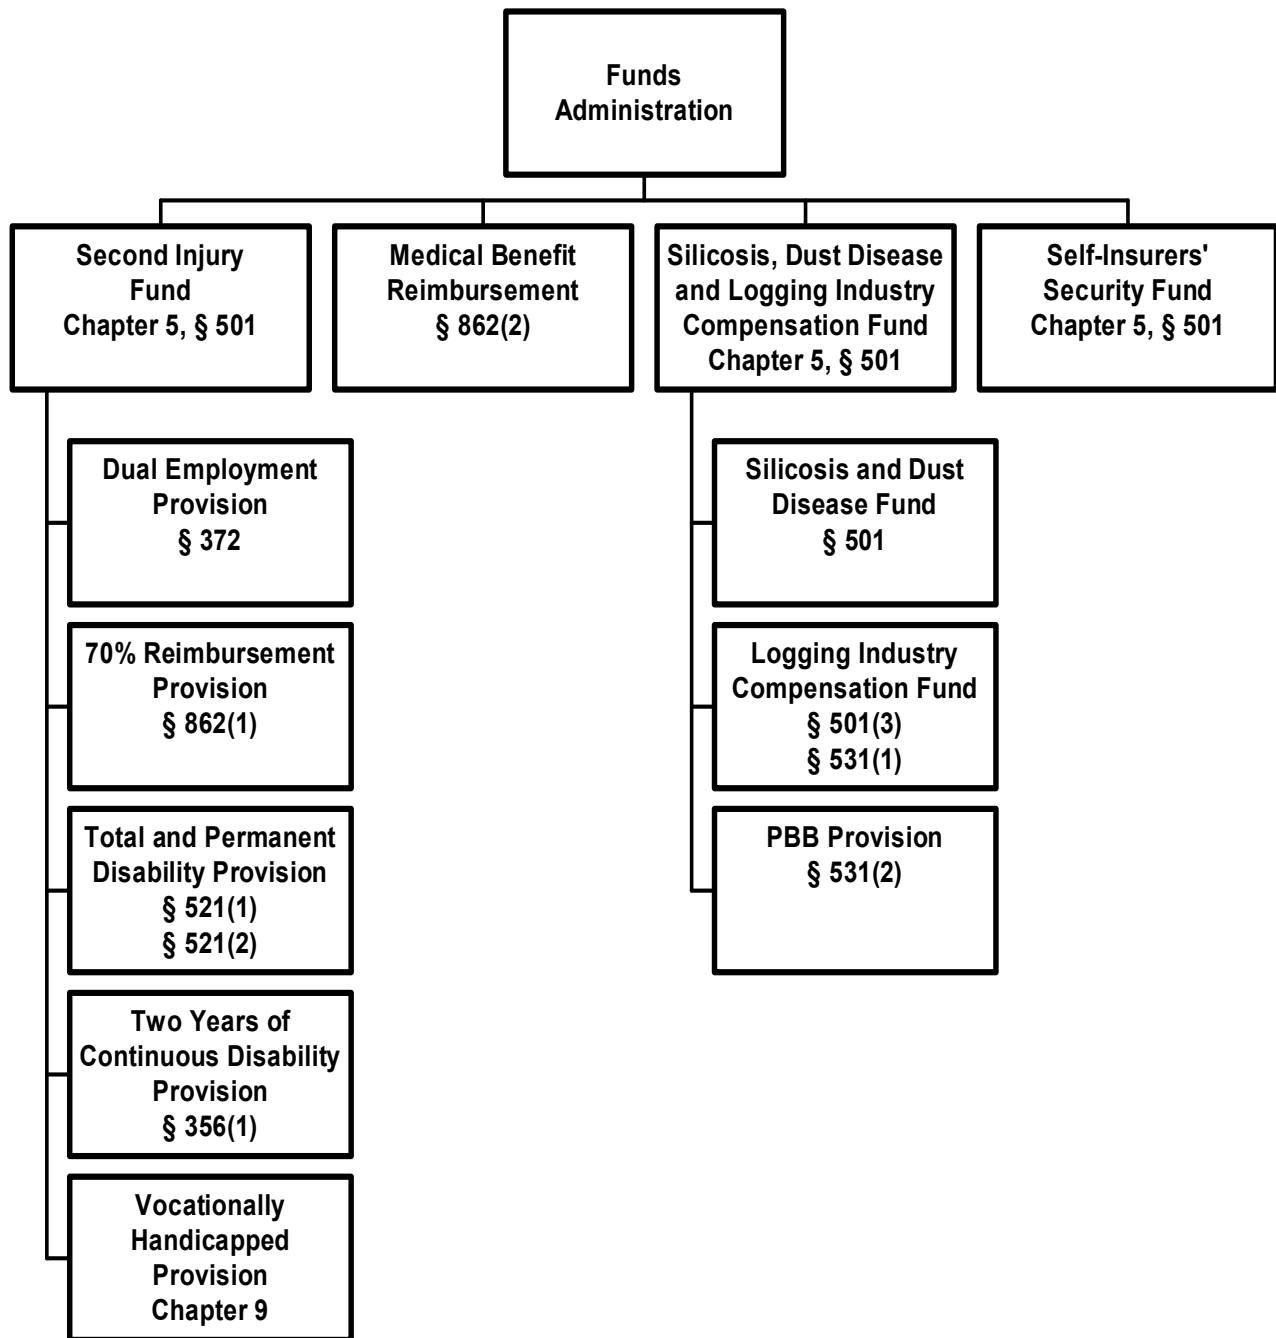 Funds
Administration
Second Injury
Fund
Chapter 5, § 501
Medical Benefit
Reimbursement
§ 862(2)
Silicosis, Dust Disease
and Logging Industry
Compensation Fund
Chapter 5, § 501
Self-Insurers'
Security Fund
Chapter 5, § 501
Dual Employment
Provision
§ 372
70% Reimbursement
Provision
§ 862(1)
Total and Permanent
Disability Provision
§ 521(1)
§ 521(2)
Two Years of
Continuous Disability
Provision
§ 356(1)
Vocationally
Handicapped
Provision
Chapter 9
Silicosis and Dust
Disease Fund
§ 501
Logging Industry
Compensation Fund
§ 501(3)
§ 531(1)
PBB Provision
§ 531(2)